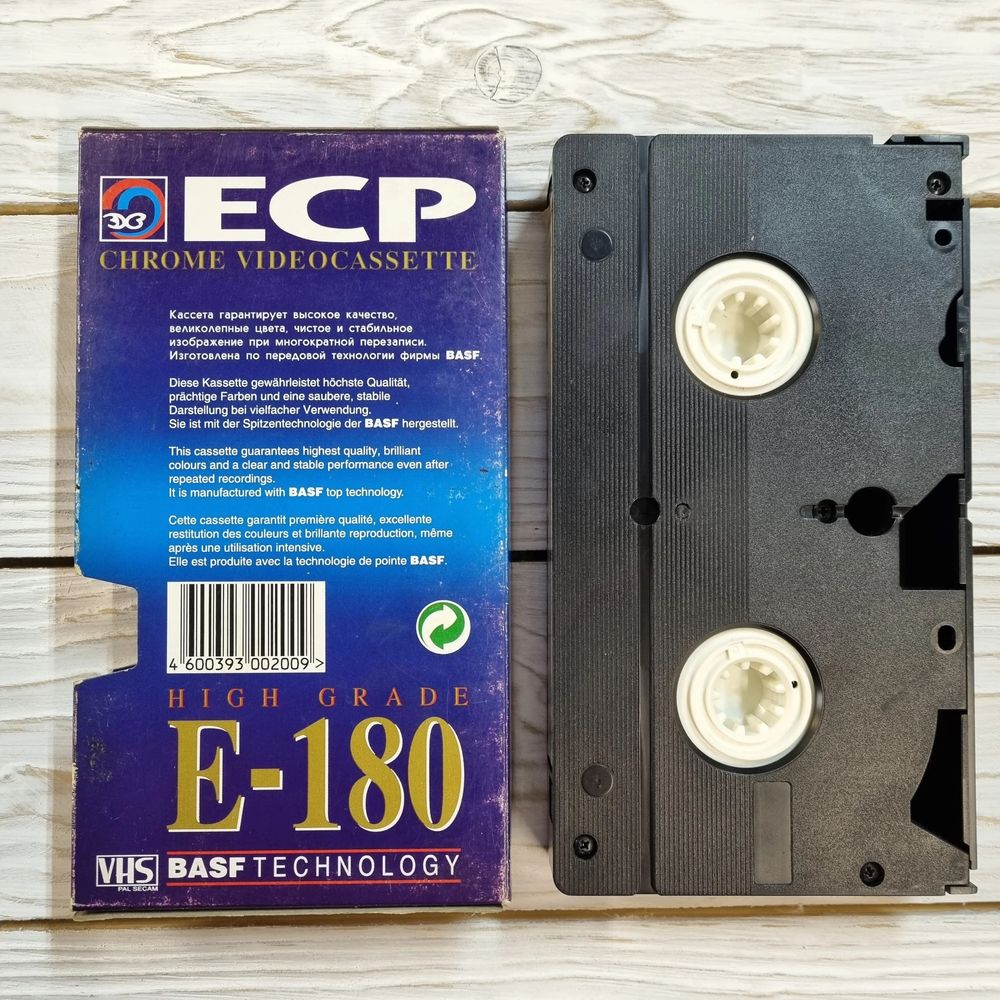 ЭКЗ
ECP
CHROME VIDEOCASSETTE
Кассета гарантирует высокое качество,
великолепные цвета, чистое и стабильное
изображение при многократной перезаписи.
Изготовлена по передовой технологии фирмы BASF.
Diese Kassette gewährleistet höchste Qualität,
prächtige Farben und eine saubere, stabile
Darstellung bei vielfacher Verwendung.
Sie ist mit der Spitzentechnologie der BASF hergestellt.
This cassette guarantees highest quality, brilliant
colours and a clear and stable performance even after
repeated recordings.
It is manufactured with BASF top technology.
Cette cassette garantit première qualité, excellente
restitution des couleurs et brillante reproduction, même
après une utilisation intensive.
Elle est produite avec la technologie de pointe BASF.
4 600393 002009 >
HIGH GRADE
E-180
VHS
PAL SECAM
BASF TECHNOLOGY